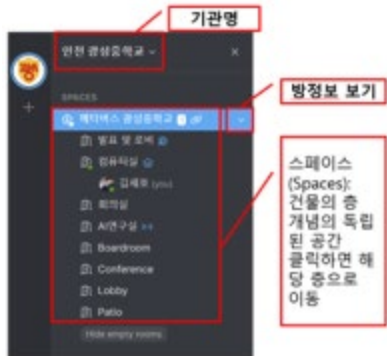 기관명
인천 광성중학교
SPACES
메타버스 광성중학교
방정보 보기
발표 및 로비
컴퓨터실
김세호 (you)
회의실
AI연구실
Boardroom
Conference
Lobby
Patio
Hide empty rooms
스페이스
(Spaces):
건물의 층
개념의 독립
된 공간
클릭하면 해
당 층으로
이동